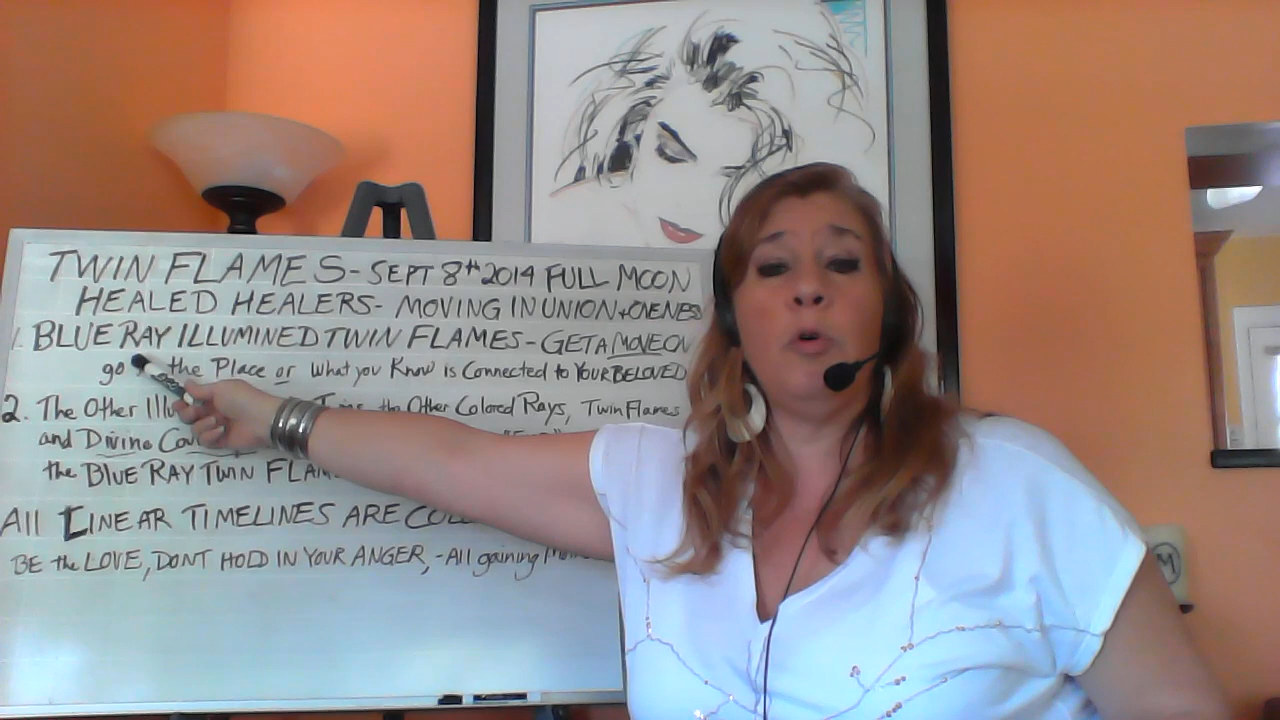 TWIN FLAMES - SEPT 8th 2014 FULL MOON
HEALED HEALERS - MOVING IN UNION + ONENESS
1. BLUE RAY ILLUMINED TWIN FLAMES - GET A MOVE ON
go the Place or what you Know is Connected to YOUR BELOVED
2. The Other Other Colored Rays, Twin Flames
and Divine
the BLUE RAY TWIN
All LINEAR TIMELINES ARE
BE the LOVE, DONT HOLD IN YOUR ANGER, - All gaining
M